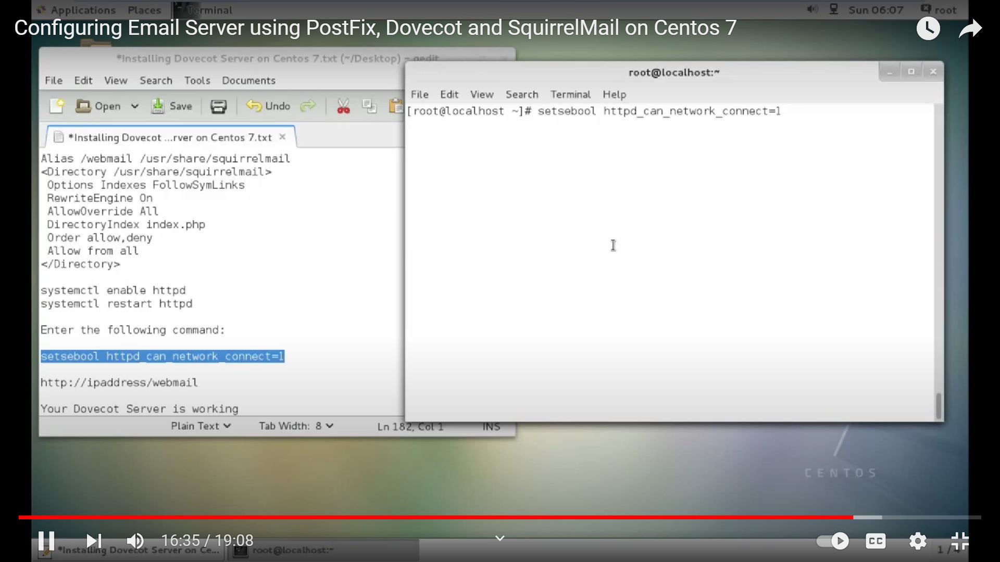 Applications Places Terminal Sun 06:07 root
Configuring Email Server using PostFix, Dovecot and SquirrelMail on Centos 7
*Installing Dovecot Server on Centos 7.txt (~/Desktop) - gedit
File Edit View Search Tools Documents
Open Save Undo
*Installing Dovecot ...rver on Centos 7.txt
Alias /webmail /usr/share/squirrelmail
<Directory /usr/share/squirrelmail>
Options Indexes FollowSymLinks
RewriteEngine On
AllowOverride All
DirectoryIndex index.php
Order allow,deny
Allow from all
</Directory>
systemctl enable httpd
systemctl restart httpd
Enter the following command:
setsebool httpd_can_network_connect=1
http://ipaddress/webmail
Your Dovecot Server is working
Plain Text Tab Width: 8 Ln 182, Col 1 INS
root@localhost:~
File Edit View Search Terminal Help
[root@localhost ~]# setsebool httpd_can_network_connect=1
CENTOS
16:35 / 19:08
CC
*Installing Dovecot Server on Ce... root@localhost:~ 1 / 4